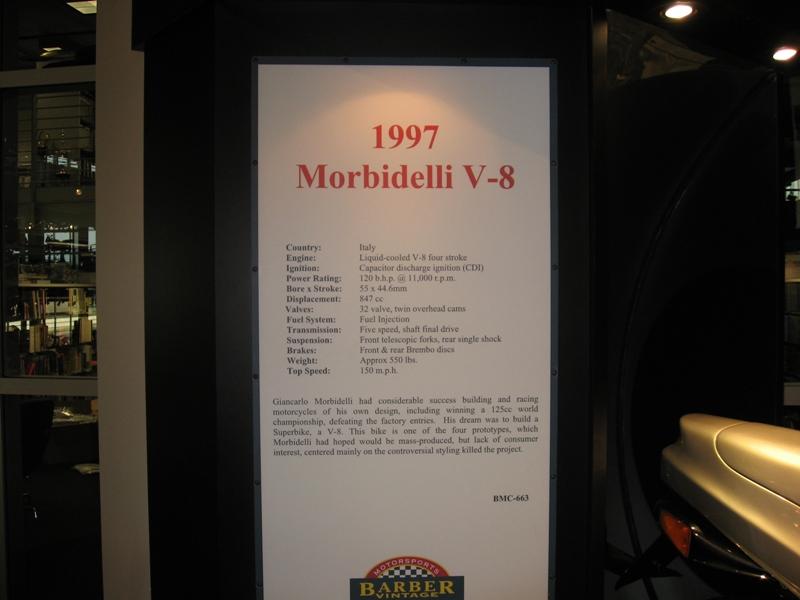 1997
Morbidelli V-8
Country: Italy
Engine: Liquid-cooled V-8 four stroke
Ignition: Capacitor discharge ignition (CDI)
Power Rating: 120 b.h.p. @ 11,000 r.p.m.
Bore x Stroke: 55 x 44.6mm
Displacement: 847 cc
Valves: 32 valve, twin overhead cams
Fuel System: Fuel Injection
Transmission: Five speed, shaft final drive
Suspension: Front telescopic forks, rear single shock
Brakes: Front & rear Brembo discs
Weight: Approx 550 lbs.
Top Speed: 150 m.p.h.
Giancarlo Morbidelli had considerable success building and racing
motorcycles of his own design, including winning a 125cc world
championship, defeating the factory entries. His dream was to build a
Superbike, a V-8. This bike is one of the four prototypes, which
Morbidelli had hoped would be mass-produced, but lack of consumer
interest, centered mainly on the controversial styling killed the project.
BMC-663
MOTORSPORTS
BARBER
VINTAGE